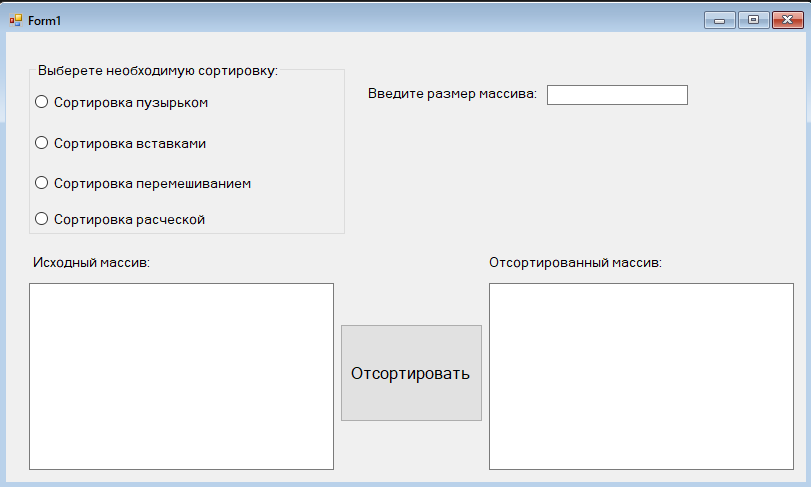 Form1
Выберете необходимую сортировку:
Сортировка пузырьком
Введите размер массива:
Сортировка вставками
Сортировка перемешиванием
Сортировка расческой
Исходный массив:
Отсортированный массив:
Отсортировать